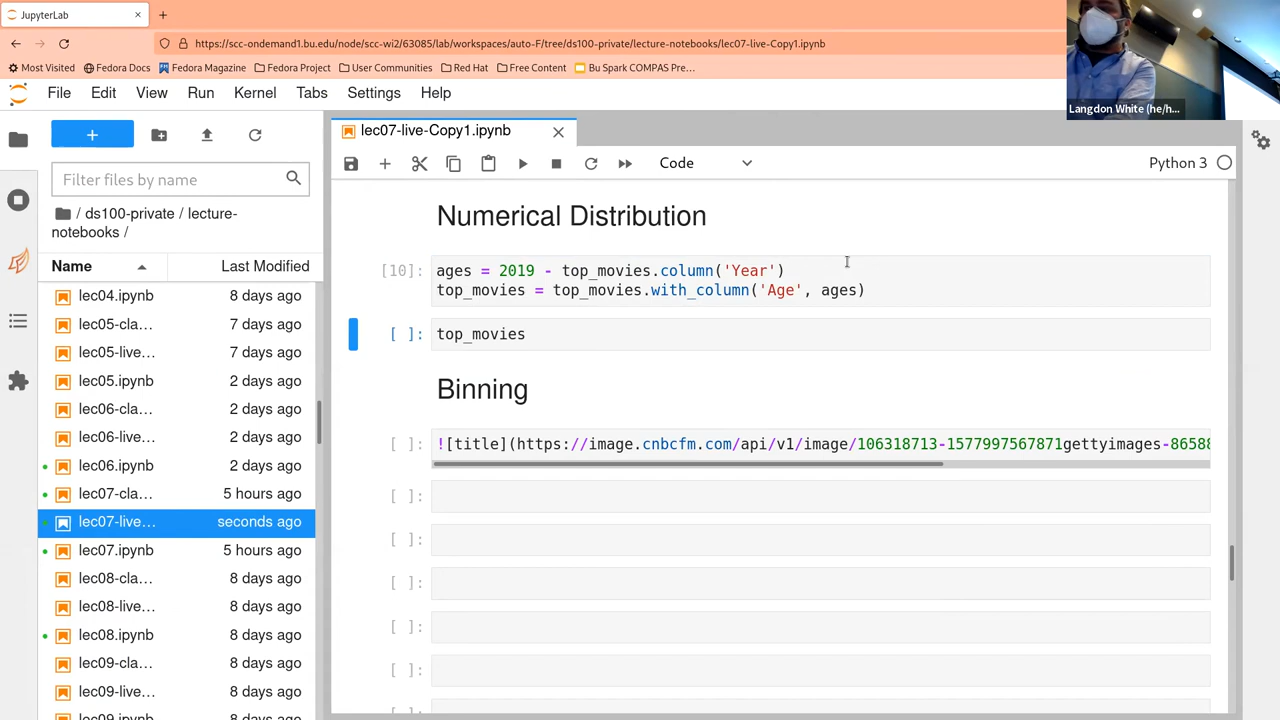 JupyterLab
https://scc-ondemand1.bu.edu/node/scc-wi2/63085/lab/workspaces/auto-F/tree/ds100-private/lecture-notebooks/lec07-live-Copy1.ipynb
Most Visited Fedora Docs Fedora Magazine Fedora Project User Communities Red Hat Free Content Bu Spark COMPAS Pre...
Langdon White (he/h...
File Edit View Run Kernel Tabs Settings Help
lec07-live-Copy1.ipynb
Code
Python 3
Filter files by name
/ ds100-private / lecture-
notebooks /
Name Last Modified
lec04.ipynb 8 days ago
lec05-cla... 7 days ago
lec05-live... 7 days ago
lec05.ipynb 2 days ago
lec06-cla... 2 days ago
lec06-live... 2 days ago
lec06.ipynb 2 days ago
lec07-cla... 5 hours ago
lec07-live... seconds ago
lec07.ipynb 5 hours ago
lec08-cla... 8 days ago
lec08-live... 8 days ago
lec08.ipynb 8 days ago
lec09-cla... 8 days ago
lec09-live... 8 days ago
lec09.ipynb 8 days ago
Numerical Distribution
[10]: ages = 2019 - top_movies.column('Year')
top_movies = top_movies.with_column('Age', ages)
[ ]: top_movies
Binning
[ ]: ![title](https://image.cnbcfm.com/api/v1/image/106318713-1577997567871gettyimages-86588
[ ]:
[ ]:
[ ]:
[ ]:
[ ]: